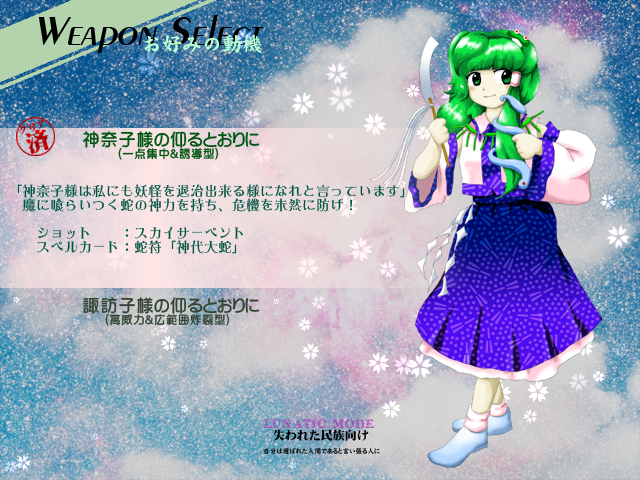 WEAPON SELECT
お好みの動機
済
神奈子様の仰るとおりに
(一点集中&誘導型)
「神奈子様は私にも妖怪を退治出来る様になれと言っています」
魔に喰らいつく蛇の神力を持ち、危機を未然に防げ!
ショット :スカイサーペント
スペルカード:蛇符「神代大蛇」
諏訪子様の仰るとおりに
(高威力&広範囲炸裂型)
LUNATIC MODE
失われた民族向け
自分は選ばれた人間であると言い張る人に